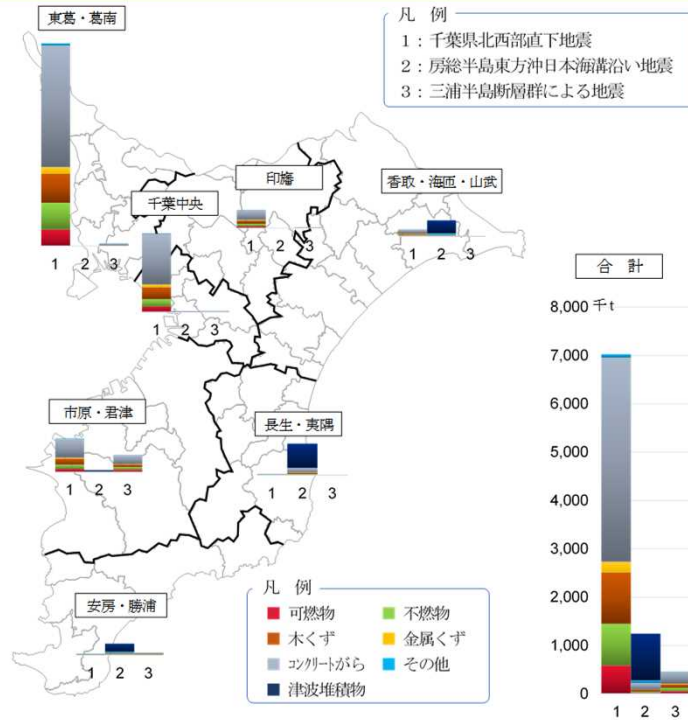 東葛・葛南
凡 例
1：千葉県北西部直下地震
2：房総半島東方沖日本海溝沿い地震
3：三浦半島断層群による地震
印旛
香取・海匝・山武
千葉中央
1 2 3
1 2 3
1 2 3
1 2 3
合 計
8,000 千t
7,000
6,000
5,000
4,000
3,000
2,000
1,000
0
1 2 3
市原・君津
1 2 3
長生・夷隅
1 2 3
安房・勝浦
1 2 3
凡 例
可燃物
不燃物
木くず
金属くず
コンクリートがら
その他
津波堆積物